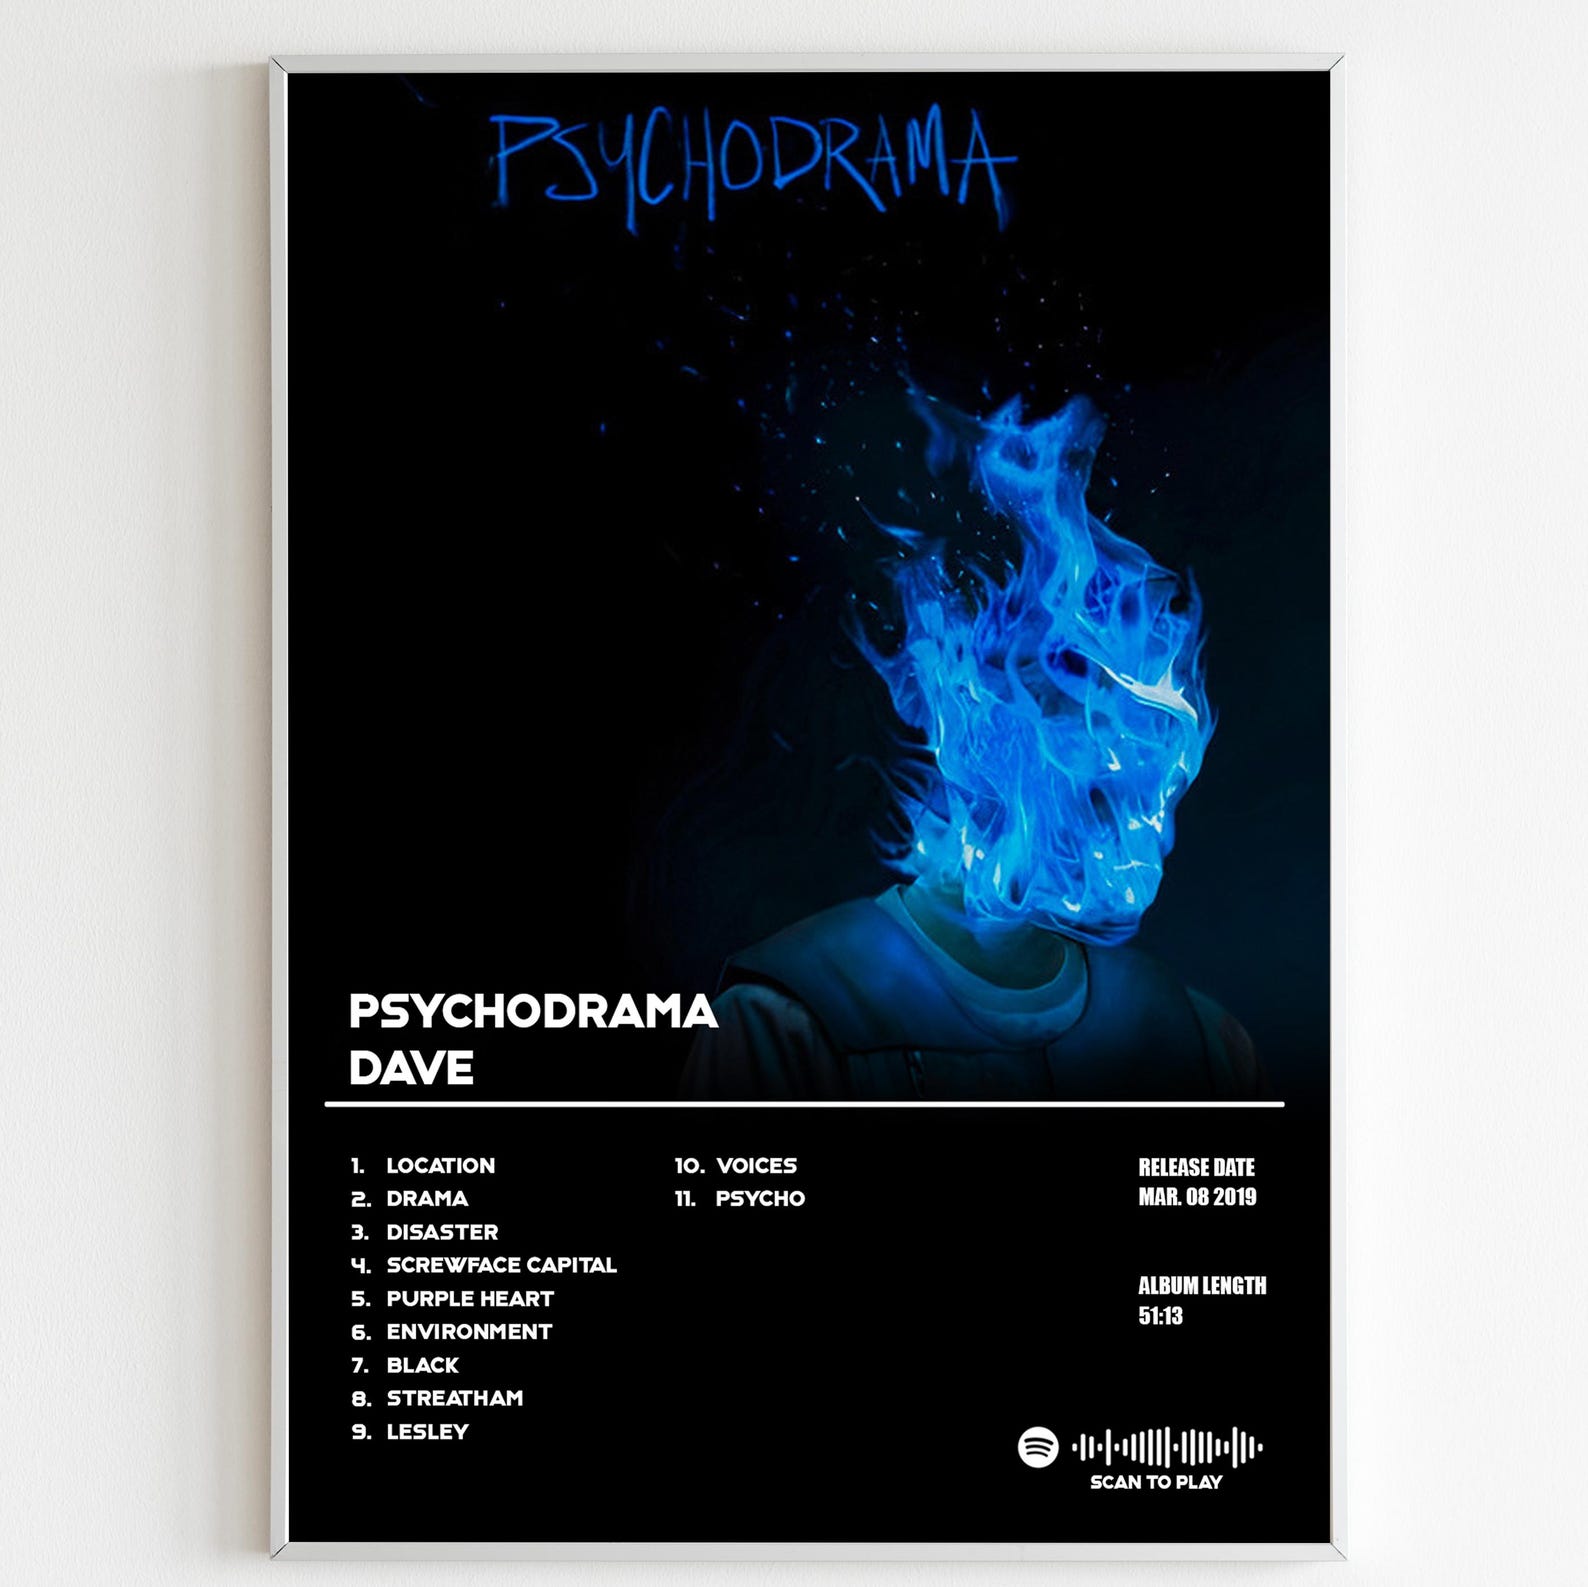 PSYCHODRAMA
PSYCHODRAMA
DAVE
1. LOCATION
2. DRAMA
3. DISASTER
4. SCREWFACE CAPITAL
5. PURPLE HEART
6. ENVIRONMENT
7. BLACK
8. STREATHAM
9. LESLEY
10. VOICES
11. PSYCHO
RELEASE DATE
MAR. 08 2019
ALBUM LENGTH
51:13
SCAN TO PLAY